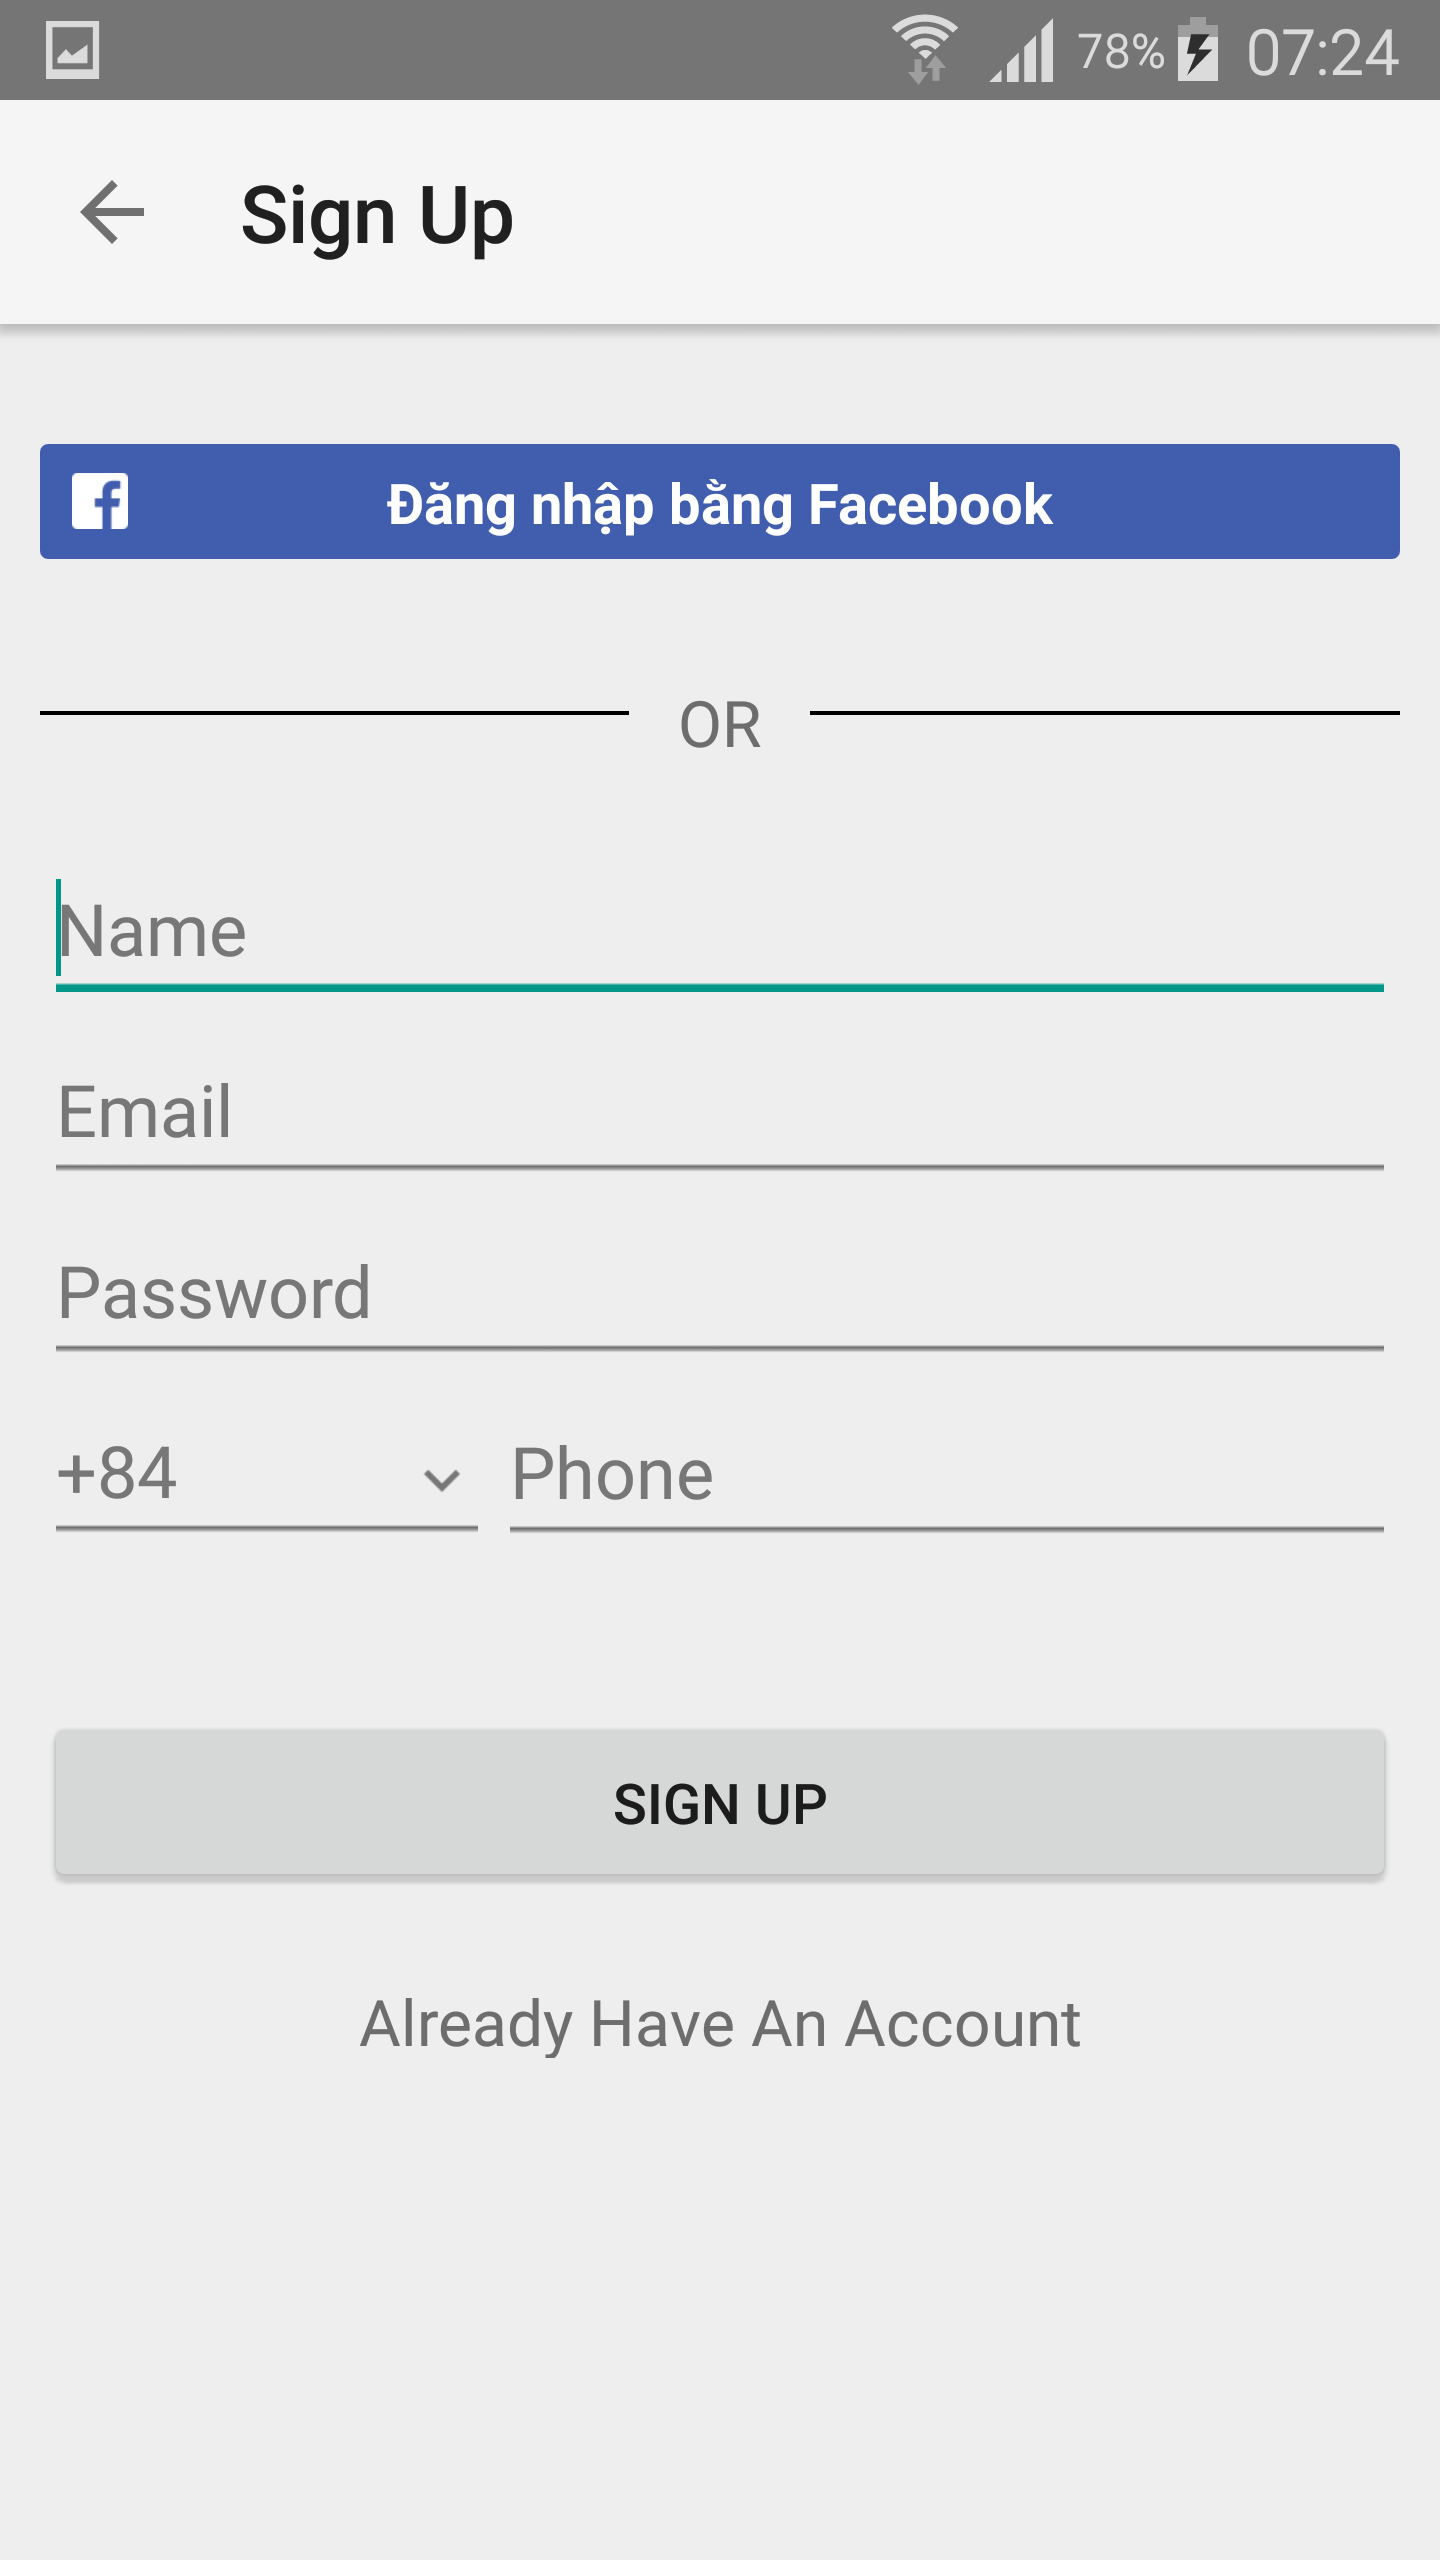 78% 07:24
Sign Up
Đăng nhập bằng Facebook
OR
Name
Email
Password
+84 Phone
SIGN UP
Already Have An Account